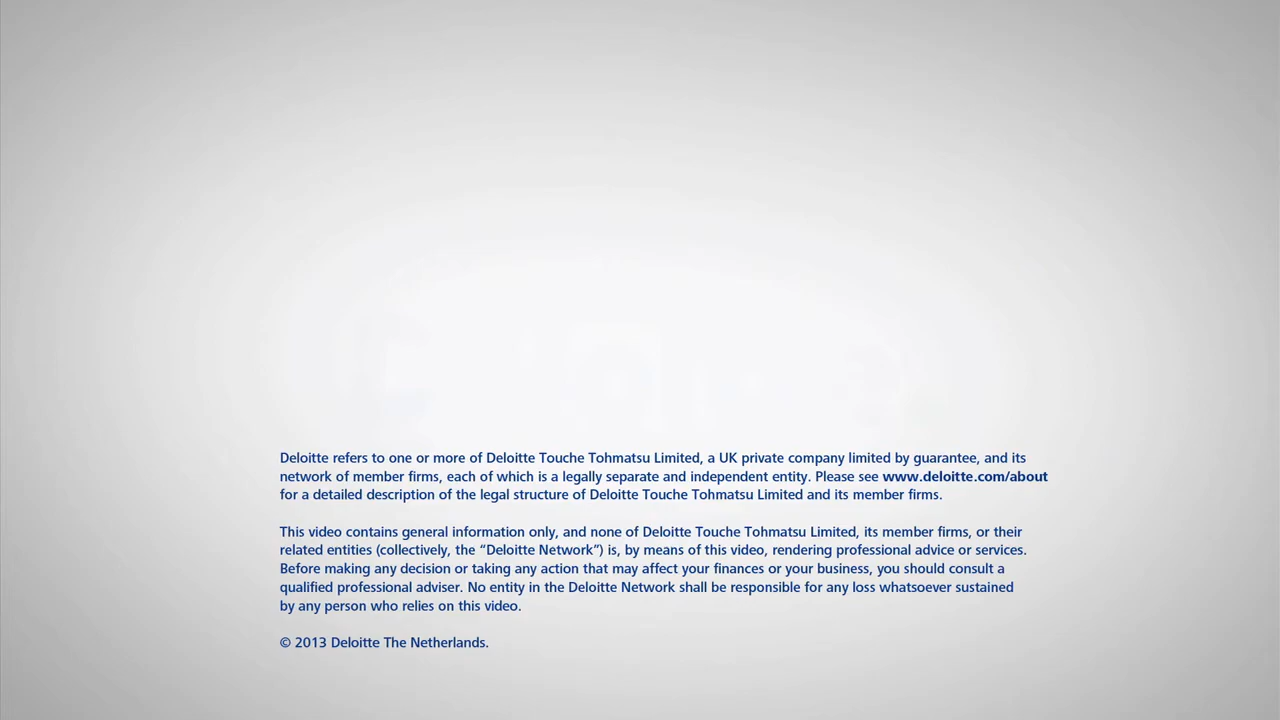 Deloitte refers to one or more of Deloitte Touche Tohmatsu Limited, a UK private company limited by guarantee, and its
network of member firms, each of which is a legally separate and independent entity. Please see www.deloitte.com/about
for a detailed description of the legal structure of Deloitte Touche Tohmatsu Limited and its member firms.
This video contains general information only, and none of Deloitte Touche Tohmatsu Limited, its member firms, or their
related entities (collectively, the “Deloitte Network”) is, by means of this video, rendering professional advice or services.
Before making any decision or taking any action that may affect your finances or your business, you should consult a
qualified professional adviser. No entity in the Deloitte Network shall be responsible for any loss whatsoever sustained
by any person who relies on this video.
© 2013 Deloitte The Netherlands.